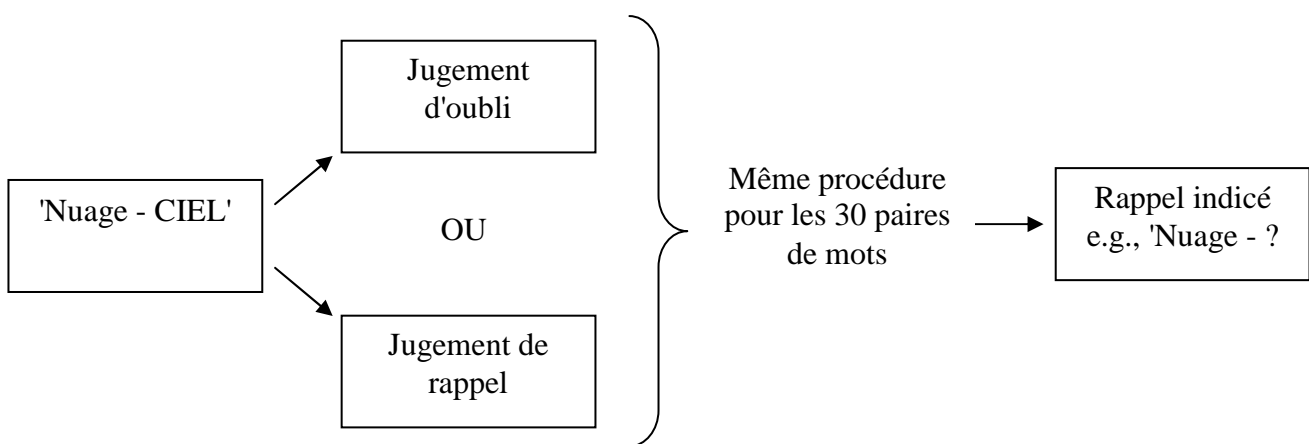 'Nuage - CIEL'
Jugement
d'oubli
OU
Jugement de
rappel
Même procédure
pour les 30 paires
de mots
Rappel indicé
e.g., 'Nuage - ?